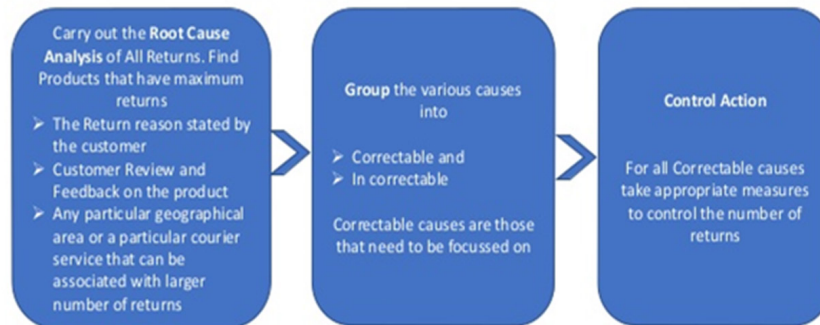 Carry out the Root Cause
Analysis of All Returns. Find
Products that have maximum
returns
➢ The Return reason stated by
the customer
➢ Customer Review and
Feedback on the product
➢ Any particular geographical
area or a particular courier
service that can be
associated with larger
number of returns
Group the various causes
into
➢ Correctable and
➢ In correctable
Correctable causes are those
that need to be focussed on
Control Action
For all Correctable causes
take appropriate measures
to control the number of
returns